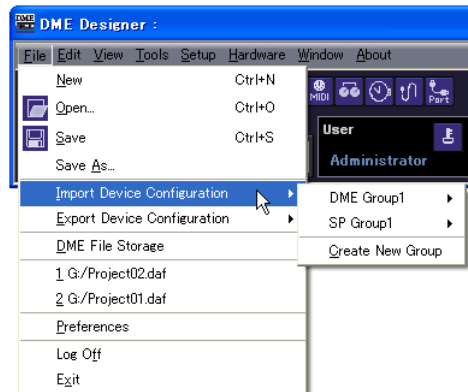 DME Designer :
File Edit View Tools Setup Hardware Window About
New Ctrl+N
Open... Ctrl+O
Save Ctrl+S
Save As...
MIDI
Port
User
Administrator
Import Device Configuration
DME Group1
Export Device Configuration
SP Group1
DME File Storage
Create New Group
1 G:/Project02.daf
2 G:/Project01.daf
Preferences
Log Off
Exit